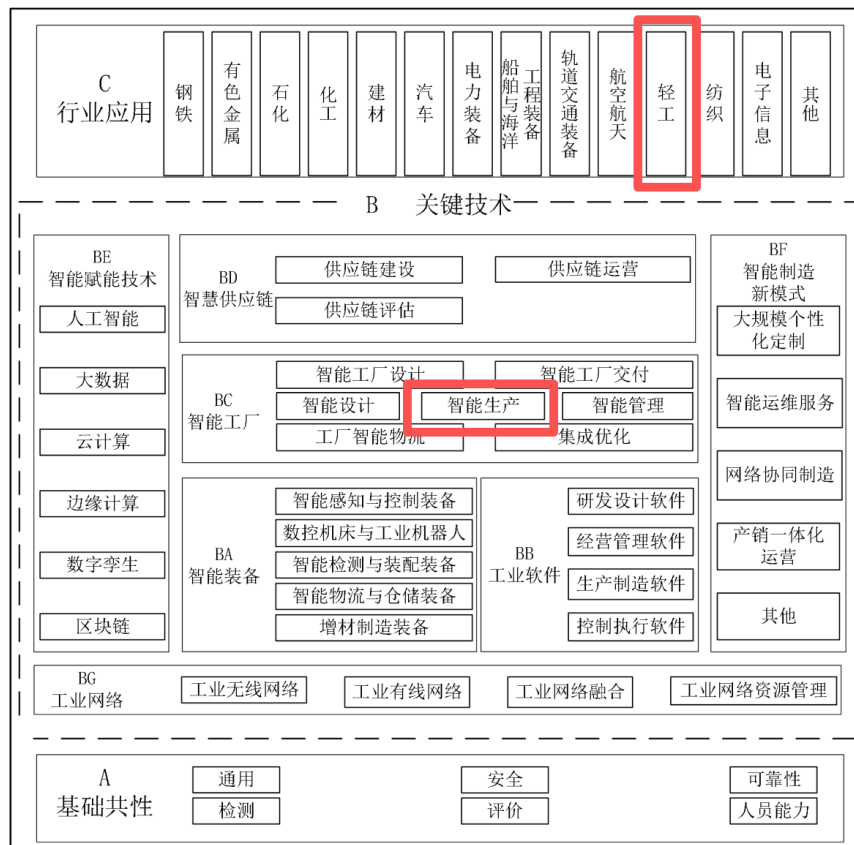 C
行业应用
钢铁
有色金属
石化
化工
建材
汽车
电力装备
船舶与海洋
工程装备
轨道交通装备
航空航天
轻工
纺织
电子信息
其他
B 关键技术
BE
智能赋能技术
人工智能
大数据
云计算
边缘计算
数字孪生
区块链
BD
智慧供应链
供应链建设
供应链运营
供应链评估
BC
智能工厂
智能工厂设计
智能工厂交付
智能设计
智能生产
智能管理
工厂智能物流
集成优化
BA
智能装备
智能感知与控制装备
数控机床与工业机器人
智能检测与装配装备
智能物流与仓储装备
增材制造装备
BB
工业软件
研发设计软件
经营管理软件
生产制造软件
控制执行软件
BF
智能制造
新模式
大规模个性
化定制
智能运维服务
网络协同制造
产销一体化
运营
其他
BG
工业网络
工业无线网络
工业有线网络
工业网络融合
工业网络资源管理
A
基础共性
通用
安全
可靠性
检测
评价
人员能力